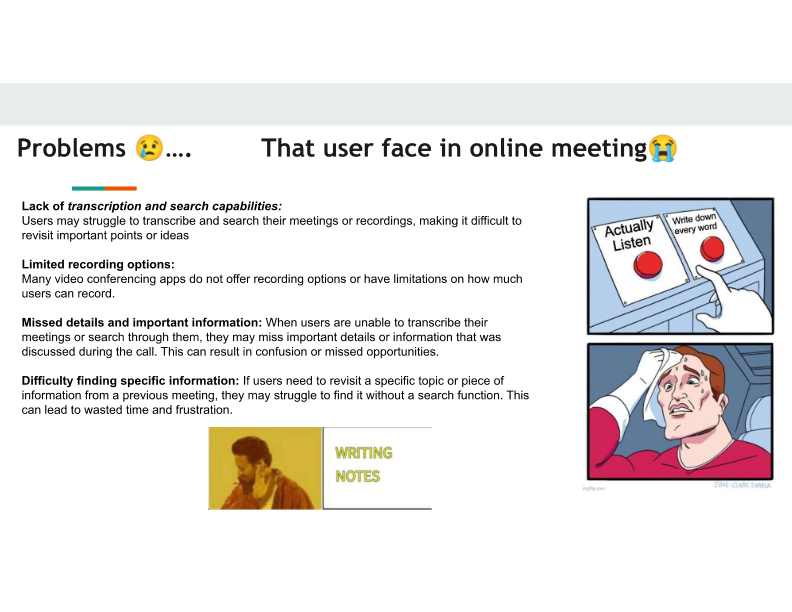 Problems 😢.... That user face in online meeting😭
Lack of transcription and search capabilities:
Users may struggle to transcribe and search their meetings or recordings, making it difficult to
revisit important points or ideas
Limited recording options:
Many video conferencing apps do not offer recording options or have limitations on how much
users can record.
Missed details and important information: When users are unable to transcribe their
meetings or search through them, they may miss important details or information that was
discussed during the call. This can result in confusion or missed opportunities.
Difficulty finding specific information: If users need to revisit a specific topic or piece of
information from a previous meeting, they may struggle to find it without a search function. This
can lead to wasted time and frustration.
Actually
Listen
Write down
every word
WRITING
NOTES
imgflip.com
JAKE-CLARK.TUMBLR